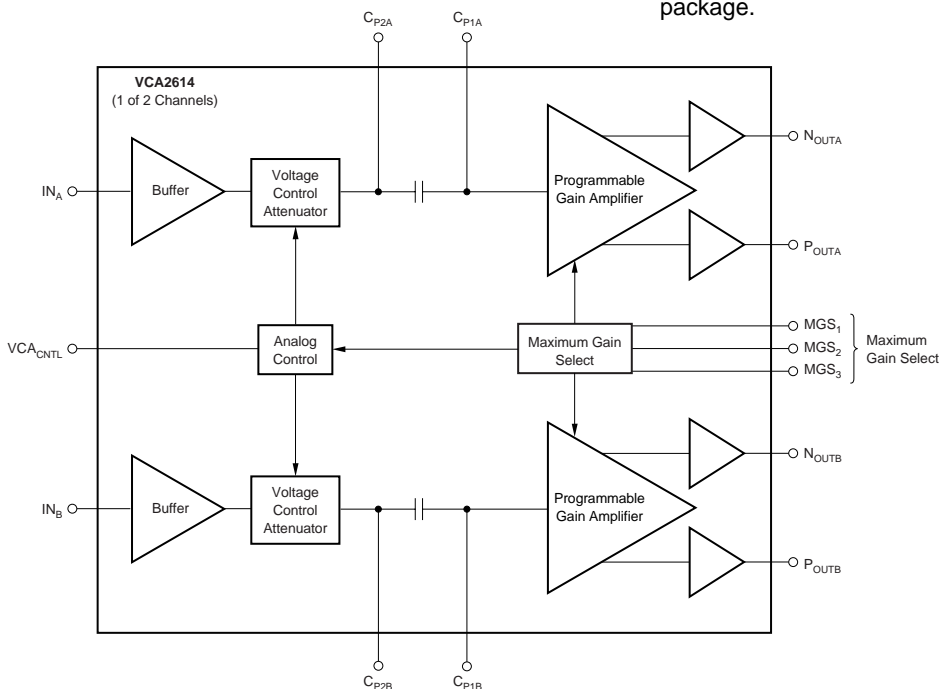 package.
C_P2A
C_P1A
VCA2614
(1 of 2 Channels)
IN_A
Buffer
Voltage
Control
Attenuator
Programmable
Gain Amplifier
N_OUTA
P_OUTA
VCA_CNTL
Analog
Control
Maximum Gain
Select
MGS_1
MGS_2
MGS_3
Maximum
Gain Select
IN_B
Buffer
Voltage
Control
Attenuator
Programmable
Gain Amplifier
N_OUTB
P_OUTB
C_P2B
C_P1B